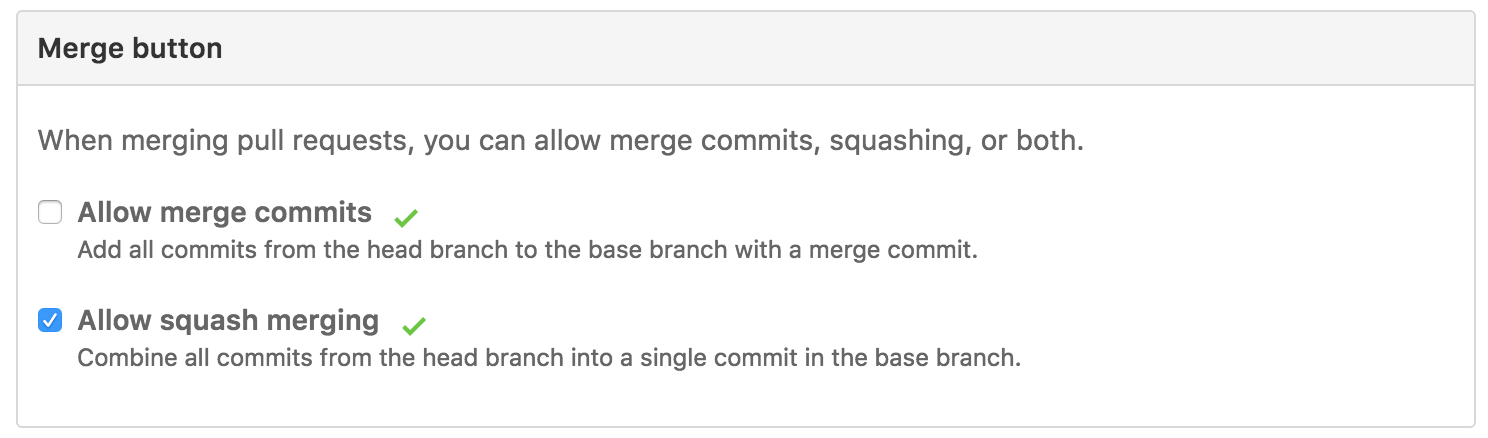 Merge button
When merging pull requests, you can allow merge commits, squashing, or both.
Allow merge commits
Add all commits from the head branch to the base branch with a merge commit.
Allow squash merging
Combine all commits from the head branch into a single commit in the base branch.